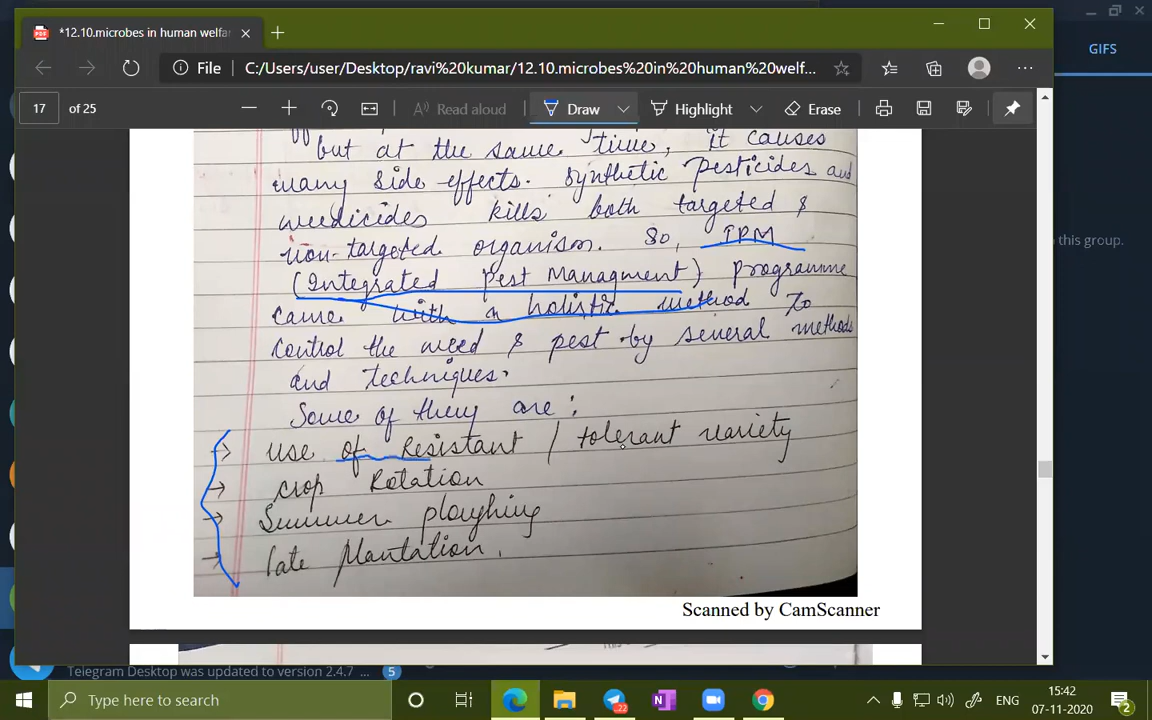 GIFS
*12.10.microbes in human welfa
File C:/Users/user/Desktop/ravi%20kumar/12.10.microbes%20in%20human%20welf...
17 of 25 Read aloud Draw Highlight Erase
but at the same time, it causes
many side effects. Synthetic Pesticides and
weedicides kills both targeted &
non-targeted organism. So, IPM
(Integrated Pest Managment) programme
came with a holistic method to
control the weed & pest by several methods
and techniques.
Some of they are :
→ use of Resistant / tolerant variety
→ crop Rotation
→ Summer ploughing
→ late Plantation.
Scanned by CamScanner
this group.
Telegram Desktop was updated to version 2.4.7 ... 5
Type here to search
..22
ENG
15:42
07-11-2020
2